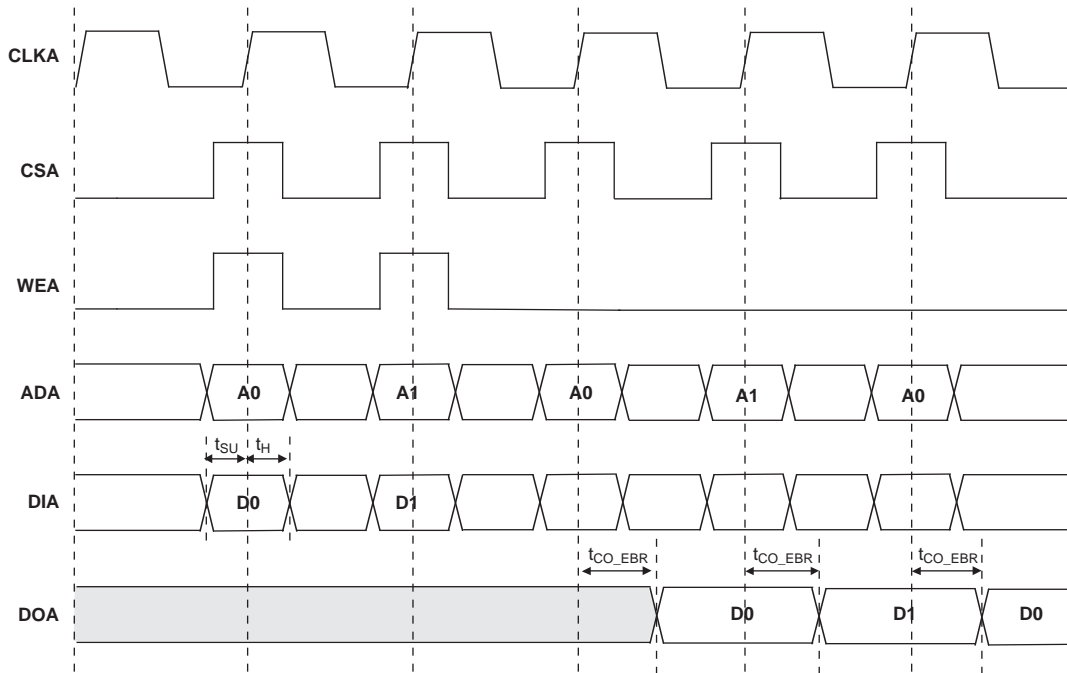 CLKA
CSA
WEA
ADA A0 A1 A0 A1 A0
tSU tH
DIA D0 D1
tCO_EBR tCO_EBR tCO_EBR
DOA D0 D1 D0